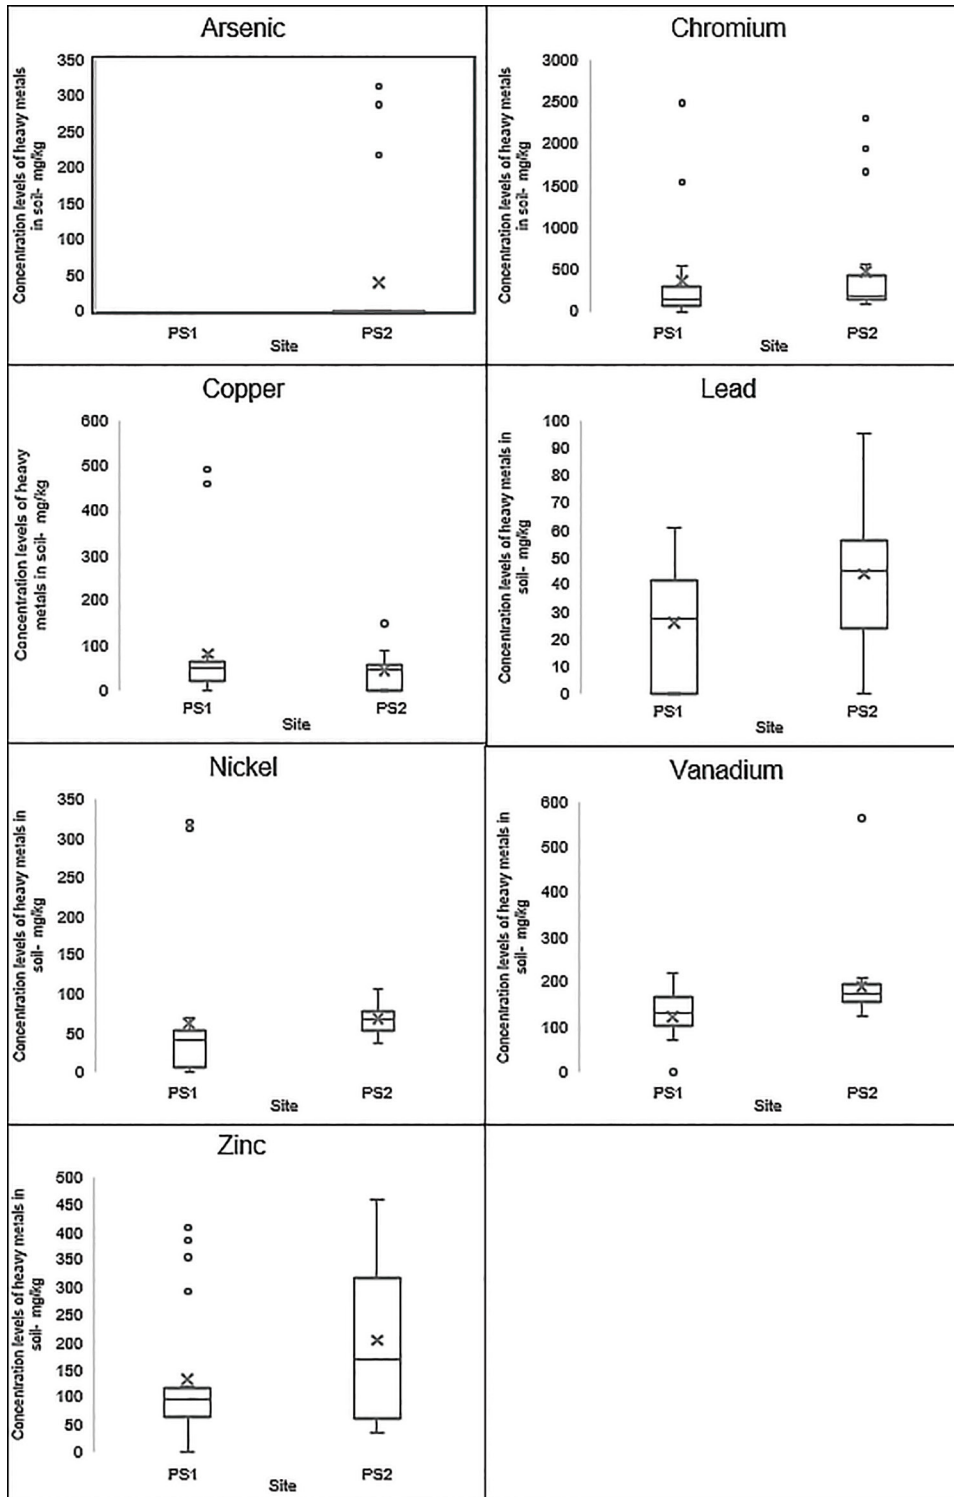 Arsenic
Concentration levels of heavy metals
in soil- mg/kg
350
300
250
200
150
100
50
0
PS1
PS2
Site
Chromium
Concentration levels of heavy metals
in soil- mg/kg
3000
2500
2000
1500
1000
500
0
PS1
PS2
Site
Copper
Concentration levels of heavy
metals in soil- mg/kg
600
500
400
300
200
100
0
PS1
PS2
Site
Lead
Concentration levels of heavy metals in
soil- mg/kg
100
90
80
70
60
50
40
30
20
10
0
PS1
PS2
Site
Nickel
Concentration levels of heavy metals in
soil- mg/kg
350
300
250
200
150
100
50
0
PS1
PS2
Site
Vanadium
Concentration levels of heavy metals in
soil- mg/kg
600
500
400
300
200
100
0
PS1
PS2
Site
Zinc
Concentration levels of heavy metals in
soil- mg/kg
500
450
400
350
300
250
200
150
100
50
0
PS1
PS2
Site